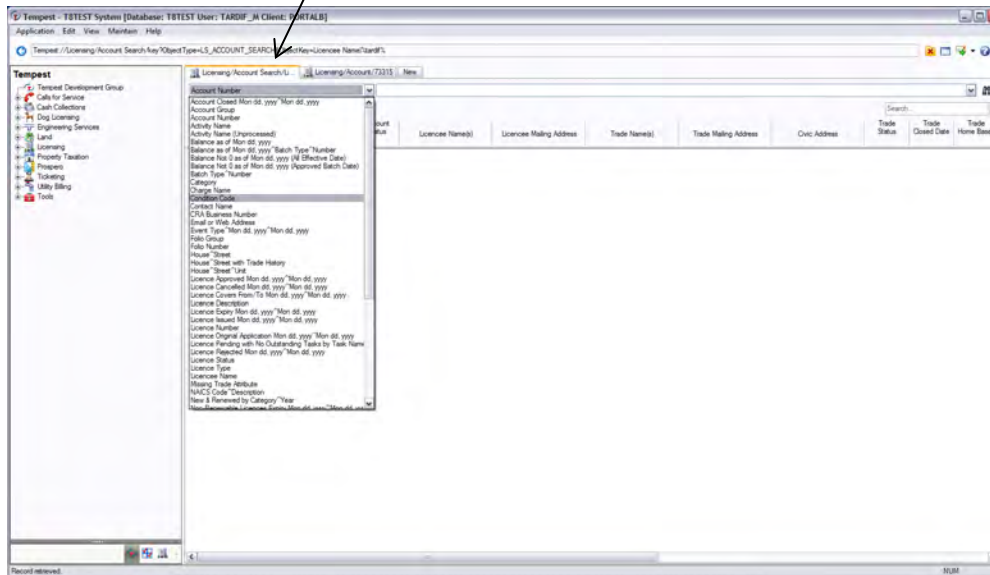 Tempest - TBTEST System [Database: TBTEST User: TARDIF_M Client: PORTALB]
Application Edit View Maintain Help
Tempest://Licensing/Account Search/key?ObjectType=LS_ACCOUNT_SEARCH ObjectKey=Licencee Name?tardif%
Tempest
Tempest Development Group
Calls for Service
Cash Collections
Dog Licensing
Engineering Services
Land
Licensing
Property Taxation
Prospero
Ticketing
Utility Billing
Tools
Licensing/Account Search/Li... Licensing/Account/73315 New
Account Number
Search
Licencee Name(s) Licencee Mailing Address Trade Name(s) Trade Mailing Address Civic Address Trade Status Trade Closed Date Trade Home Base
Account Closed Mon dd, yyyy~Mon dd, yyyy
Account Group
Account Number
Activity Name
Activity Name (Unprocessed)
Balance as of Mon dd, yyyy
Balance as of Mon dd, yyyy~Batch Type~Number
Balance Not 0 as of Mon dd, yyyy (All Effective Date)
Balance Not 0 as of Mon dd, yyyy (Approved Batch Date)
Batch Type~Number
Category
Charge Name
Condition Code
Contact Name
CRA Business Number
Email or Web Address
Event Type~Mon dd, yyyy~Mon dd, yyyy
Folio Group
Folio Number
House~Street
House~Street with Trade History
House~Street~Unit
Licence Approved Mon dd, yyyy~Mon dd, yyyy
Licence Cancelled Mon dd, yyyy~Mon dd, yyyy
Licence Covers From/To Mon dd, yyyy~Mon dd, yyyy
Licence Description
Licence Expiry Mon dd, yyyy~Mon dd, yyyy
Licence Issued Mon dd, yyyy~Mon dd, yyyy
Licence Number
Licence Original Application Mon dd, yyyy~Mon dd, yyyy
Licence Pending with No Outstanding Tasks by Task Name
Licence Rejected Mon dd, yyyy~Mon dd, yyyy
Licence Status
Licence Type
Licencee Name
Missing Trade Attribute
NAICS Code~Description
New & Renewed by Category~Year
Non-Renewable Licences Expiry Mon dd, yyyy~Mon dd,
Record retrieved.
NUM